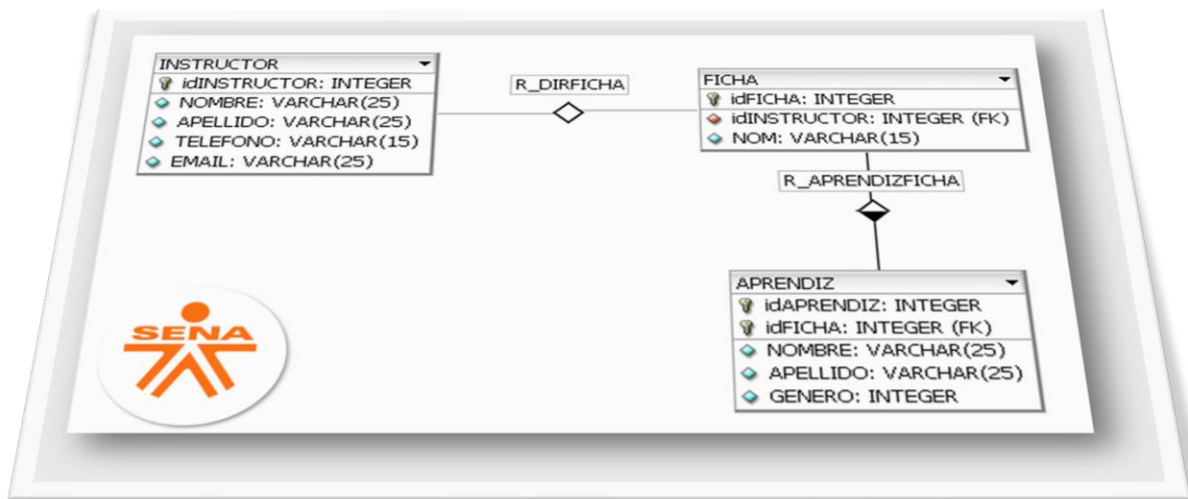 INSTRUCTOR
idINSTRUCTOR: INTEGER
NOMBRE: VARCHAR(25)
APELLIDO: VARCHAR(25)
TELEFONO: VARCHAR(15)
EMAIL: VARCHAR(25)
R_DIRFICHA
FICHA
idFICHA: INTEGER
idINSTRUCTOR: INTEGER (FK)
NOM: VARCHAR(15)
R_APRENDIZFICHA
APRENDIZ
idAPRENDIZ: INTEGER
idFICHA: INTEGER (FK)
NOMBRE: VARCHAR(25)
APELLIDO: VARCHAR(25)
GENERO: INTEGER
SENA